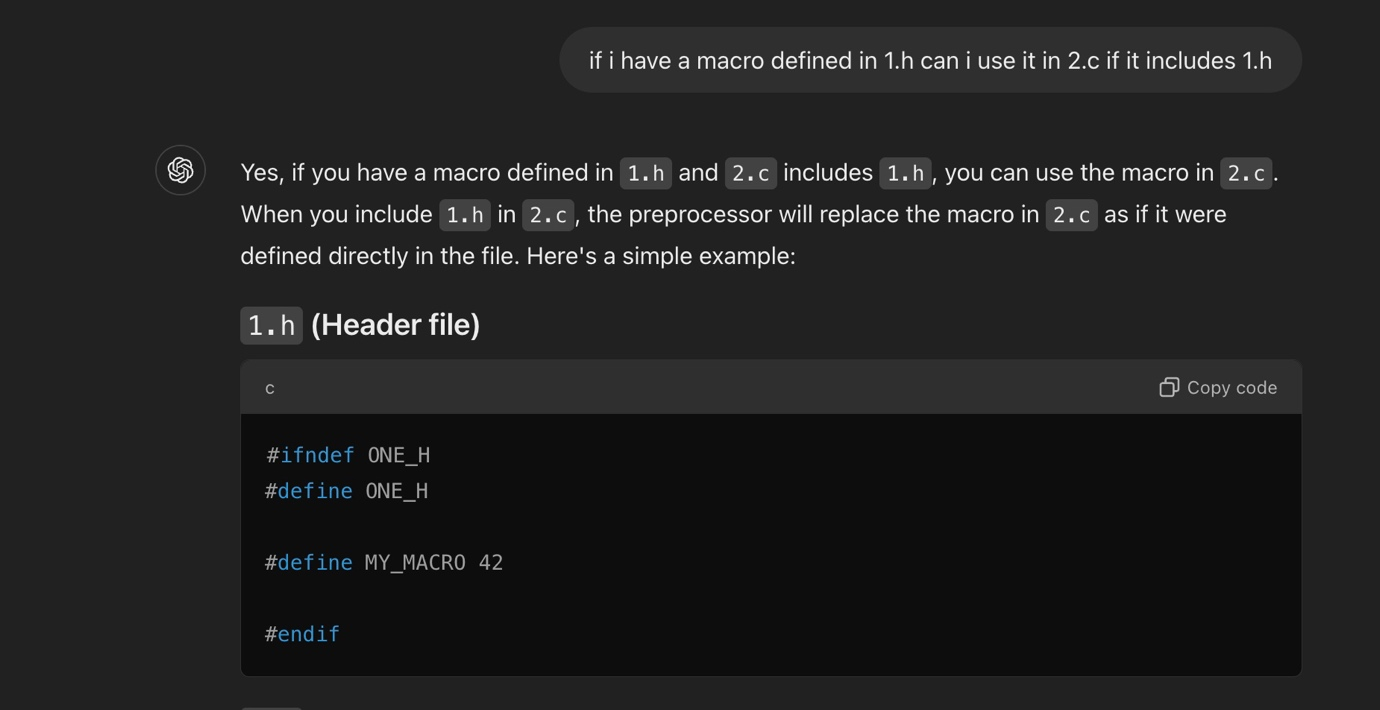 if i have a macro defined in 1.h can i use it in 2.c if it includes 1.h
Yes, if you have a macro defined in 1.h and 2.c includes 1.h, you can use the macro in 2.c.
When you include 1.h in 2.c, the preprocessor will replace the macro in 2.c as if it were
defined directly in the file. Here's a simple example:
1.h (Header file)
c Copy code
#ifndef ONE_H
#define ONE_H
#define MY_MACRO 42
#endif